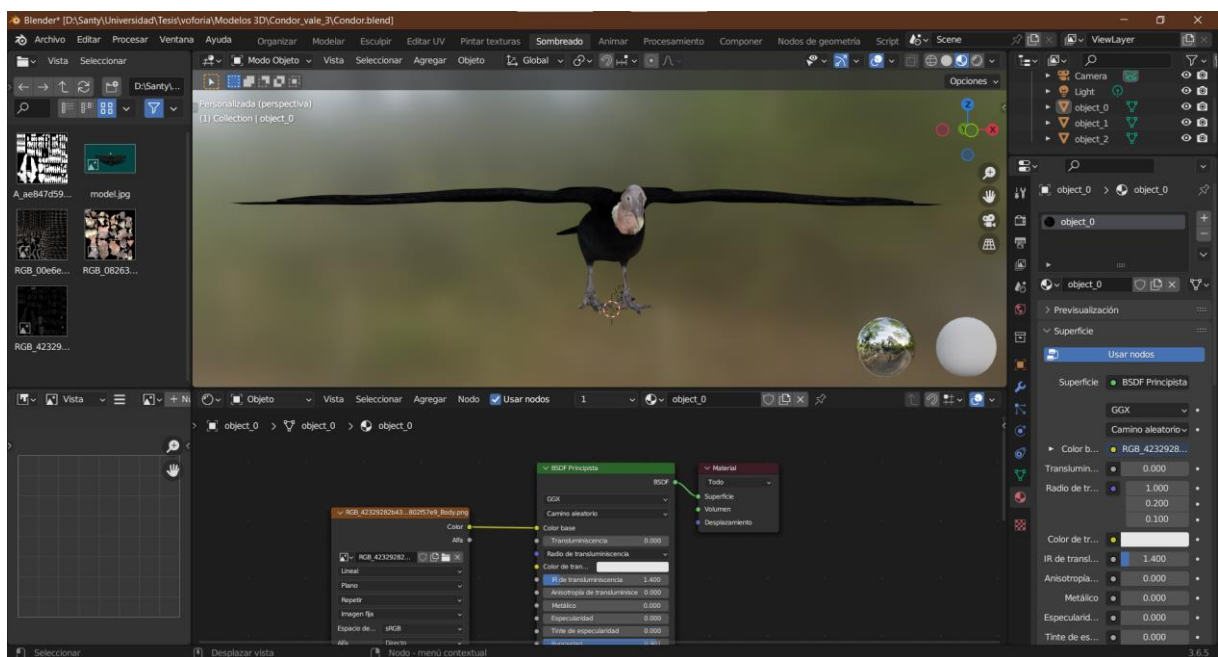 Blender* [D:\Santy\Universidad\Tesis\voforia\Modelos 3D\Condor_vale_3\Condor.blend]
Archivo Editar Procesar Ventana Ayuda Organizar Modelar Esculpir Editar UV Pintar texturas Sombreado Animar Procesamiento Componer Nodos de geometría Script Scene ViewLayer
Vista Seleccionar
Modo Objeto Vista Seleccionar Agregar Objeto Global
D:\Santy\...
Opciones
Personalizada (perspectiva)
(1) Collection | object_0
Z
X
Camera
Light
object_0
object_1
object_2
A_ae847d59... model.jpg
RGB_00e6e... RGB_08263...
RGB_42329...
object_0 > object_0
object_0
object_0
Previsualización
Superficie
Usar nodos
Superficie BSDF Principista
GGX
Camino aleatorio
Color b... RGB_4232928...
Translumin... 0.000
Radio de tr... 1.000
0.200
0.100
Color de tr...
IR de transl... 1.400
Anisotropía... 0.000
Metálico 0.000
Especularid... 0.000
Tinte de es... 0.000
Vista
Objeto Vista Seleccionar Agregar Nodo Usar nodos 1 object_0
object_0 > object_0 > object_0
RGB_42329282b43...802f57e9_Body.png
Color
Alfa
RGB_42329282...
Lineal
Plano
Repetir
Imagen fija
Espacio de... sRGB
Alfa Directo
BSDF Principista
BSDF
GGX
Camino aleatorio
Color base
Transluminiscencia 0.000
Radio de transluminiscencia
Color de tran...
IR de transluminiscencia 1.400
Anisotropía de transluminisce 0.000
Metálico 0.000
Especularidad 0.000
Tinte de especularidad 0.000
Material
Todo
Superficie
Volumen
Desplazamiento
Seleccionar Desplazar vista Nodo - menú contextual 3.6.5